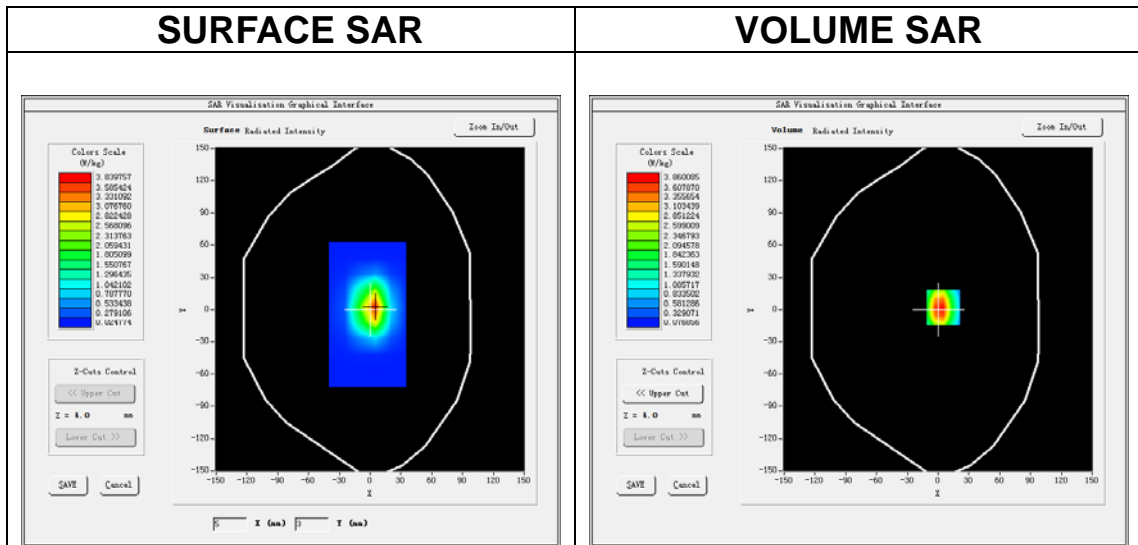 SURFACE SAR
VOLUME SAR
SAR Visualisation Graphical Interface
Surface Radiated Intensity
Zoom In/Out
Colors Scale
(W/kg)
3.839757
3.585424
3.331092
3.076760
2.822428
2.568096
2.313763
2.059431
1.805099
1.550767
1.296435
1.042102
0.787770
0.533438
0.279106
0.024774
Z-Cuts Control
<< Upper Cut
Z = 4.0 mm
Lower Cut >>
SAVE Cancel
150
120
90
60
30
0
-30
-60
-90
-120
-150
Y
-150 -120 -90 -60 -30 0 30 60 90 120 150
X
5 X (mm) 3 Y (mm)
SAR Visualisation Graphical Interface
Volume Radiated Intensity
Zoom In/Out
Colors Scale
(W/kg)
3.860085
3.607870
3.355654
3.103439
2.851224
2.599009
2.346793
2.094578
1.842363
1.590148
1.337932
1.085717
0.833502
0.581286
0.329071
0.076856
Z-Cuts Control
<< Upper Cut
Z = 4.0 mm
Lower Cut >>
SAVE Cancel
150
120
90
60
30
0
-30
-60
-90
-120
-150
Y
-150 -120 -90 -60 -30 0 30 60 90 120 150
X